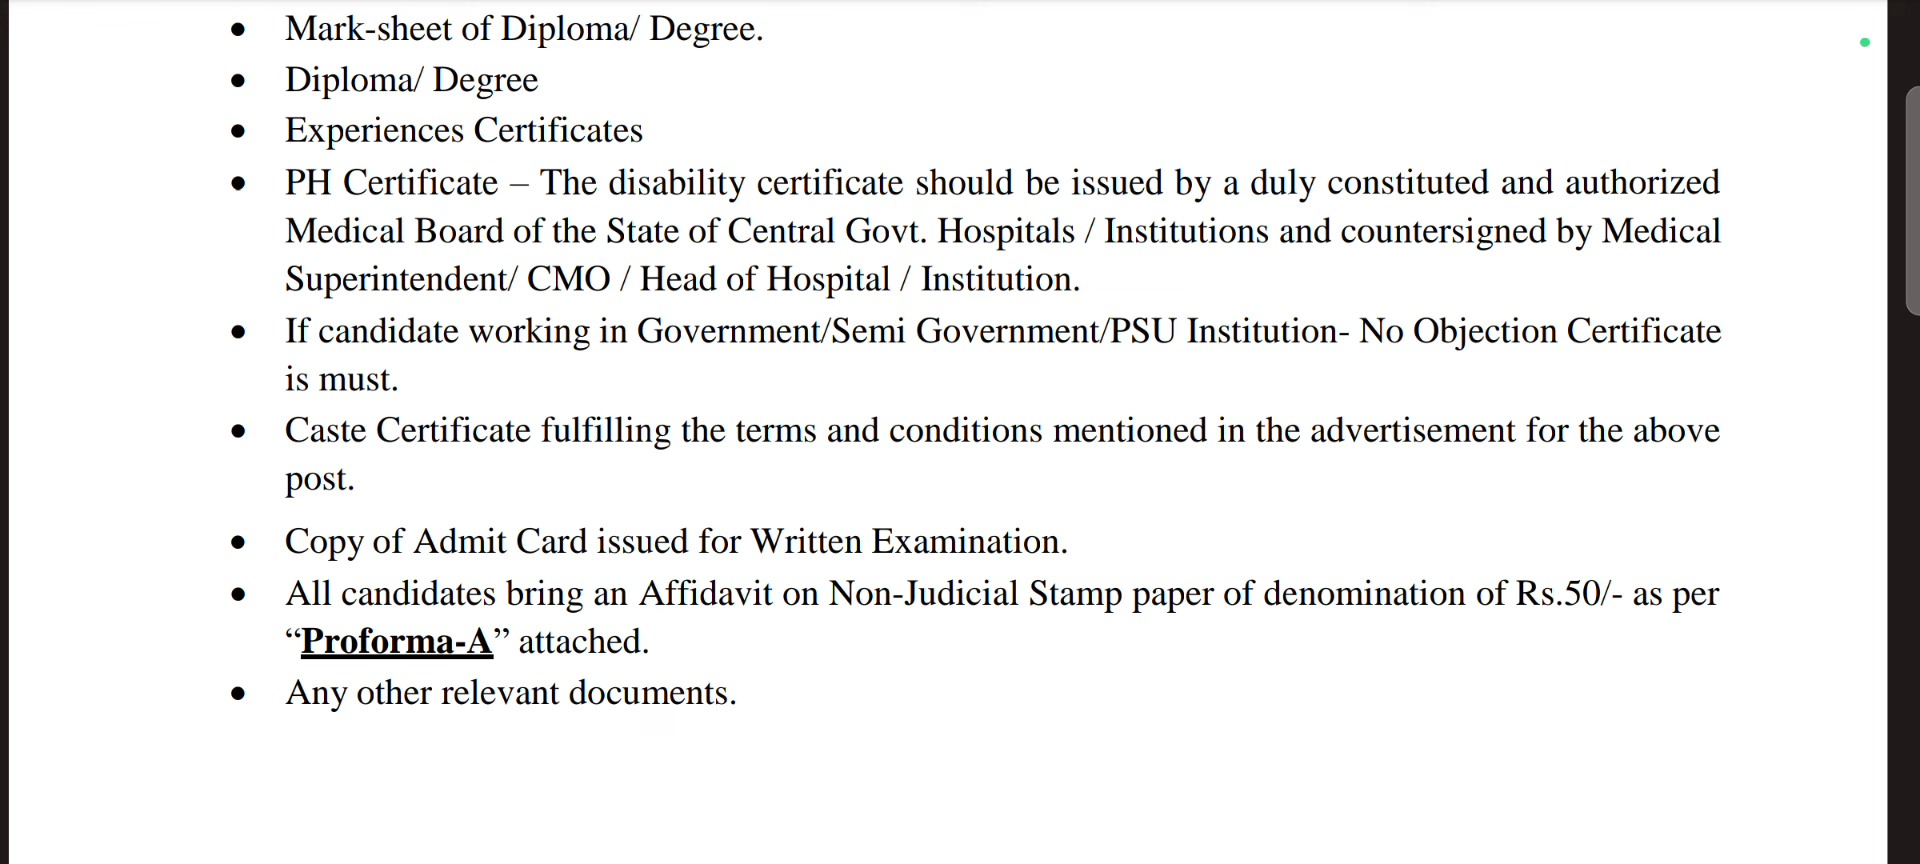 • Mark-sheet of Diploma/ Degree.
• Diploma/ Degree
• Experiences Certificates
• PH Certificate – The disability certificate should be issued by a duly constituted and authorized
Medical Board of the State of Central Govt. Hospitals / Institutions and countersigned by Medical
Superintendent/ CMO / Head of Hospital / Institution.
• If candidate working in Government/Semi Government/PSU Institution- No Objection Certificate
is must.
• Caste Certificate fulfilling the terms and conditions mentioned in the advertisement for the above
post.
• Copy of Admit Card issued for Written Examination.
• All candidates bring an Affidavit on Non-Judicial Stamp paper of denomination of Rs.50/- as per
“Proforma-A” attached.
• Any other relevant documents.